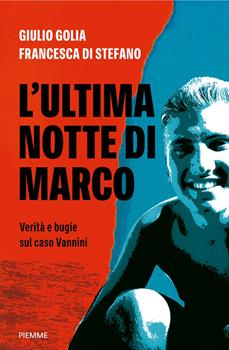 GIULIO GOLIA
FRANCESCA DI STEFANO
L'ULTIMA
NOTTE DI
MARCO
Verità e bugie
sul caso Vannini
PIEMME